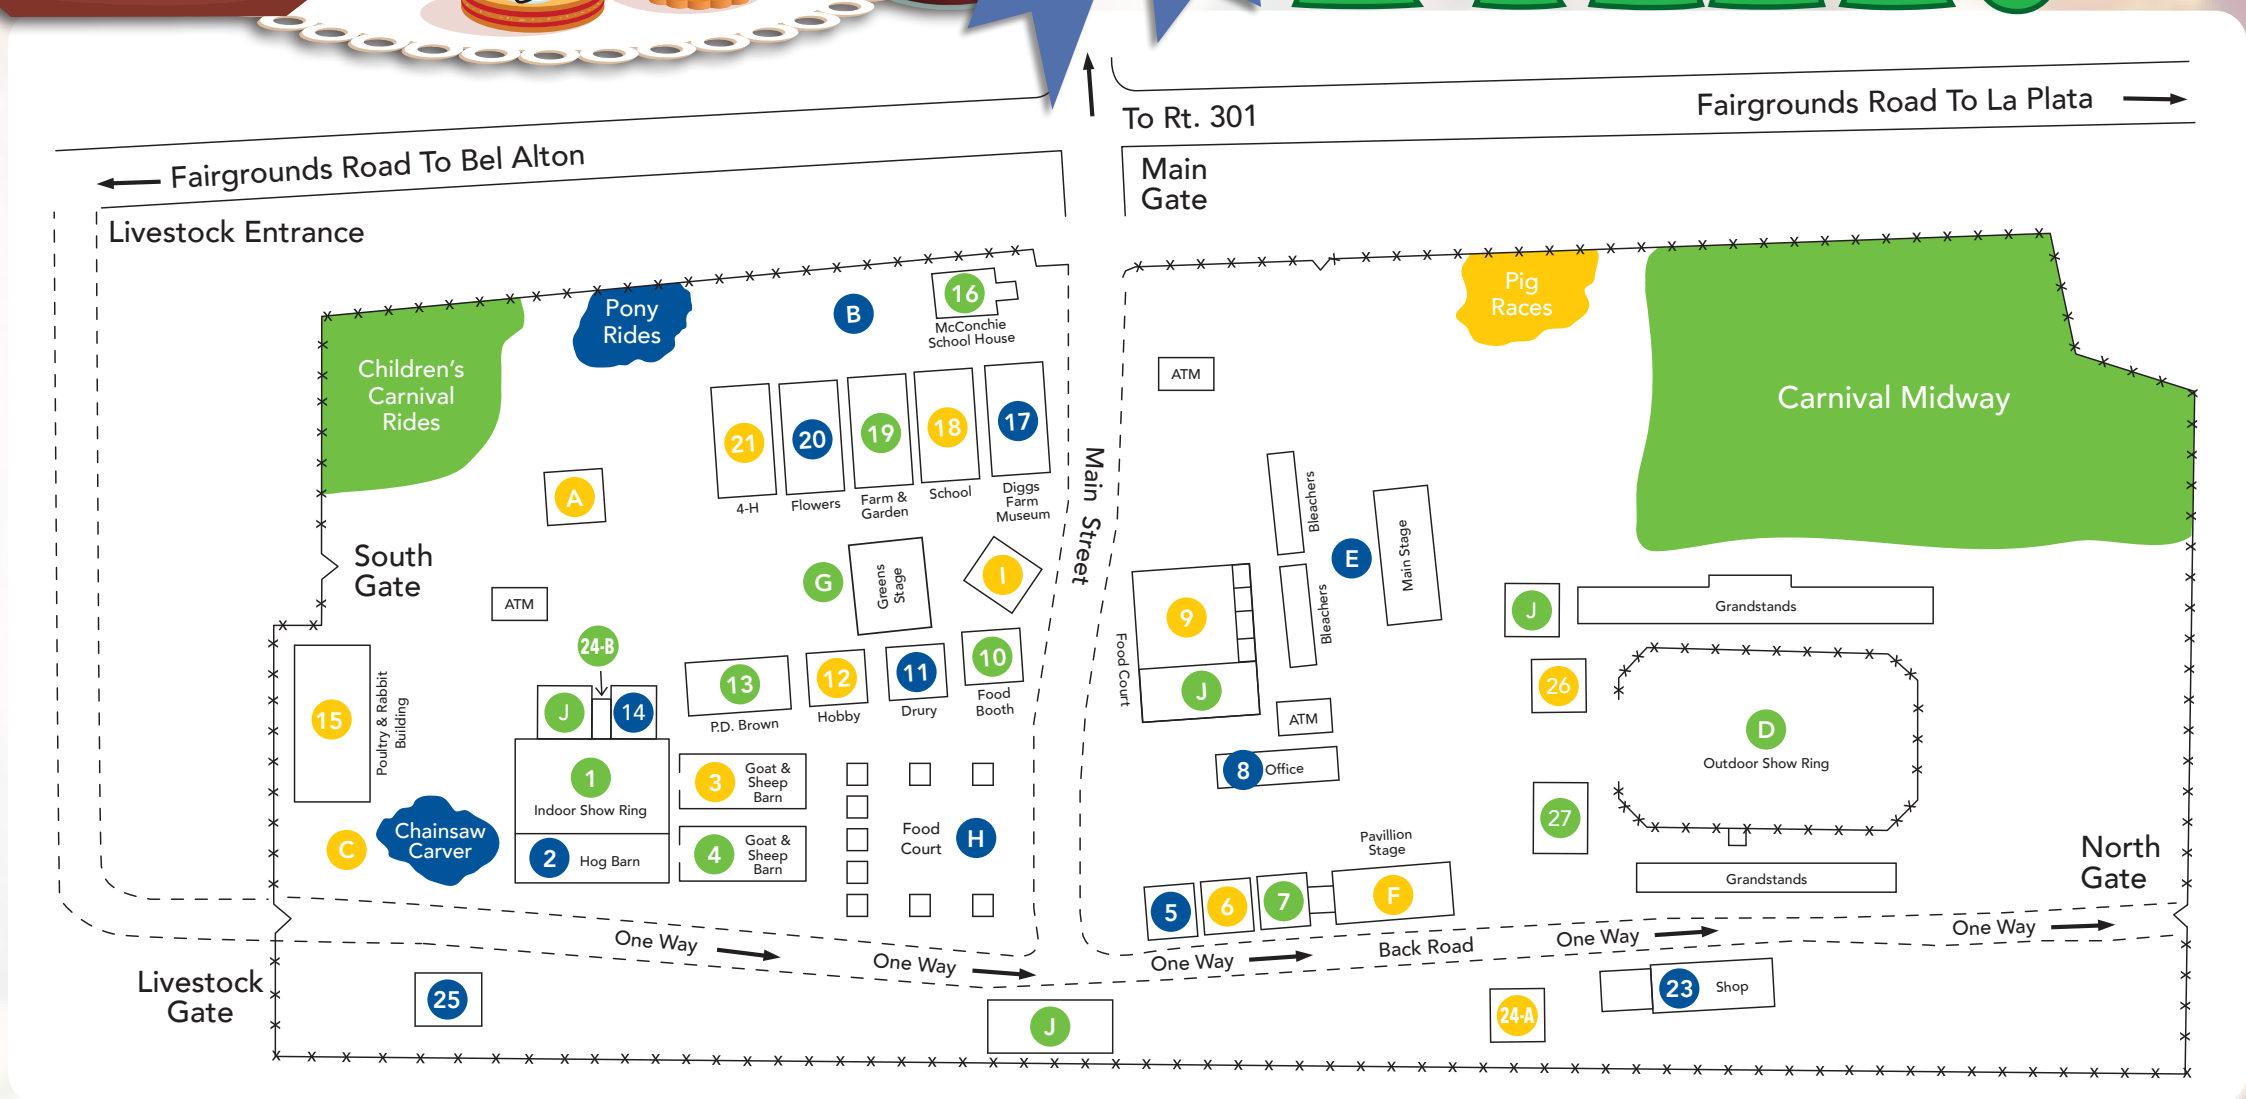 To Rt. 301
Fairgrounds Road To La Plata
Fairgrounds Road To Bel Alton
Main
Gate
Livestock Entrance
16
McConchie
School House
B
Pony
Rides
Pig
Races
Children's
Carnival
Rides
ATM
Carnival Midway
21
20
19
18
17
4-H
Flowers
Farm &
Garden
School
Diggs
Farm
Museum
A
Main Street
Bleachers
E
Main Stage
South
Gate
G
Greens
Stage
I
ATM
9
Food Court
J
Bleachers
J
Grandstands
24-B
J
14
13
P.D. Brown
12
Hobby
11
Drury
10
Food
Booth
26
15
Poultry & Rabbit
Building
ATM
D
Outdoor Show Ring
1
Indoor Show Ring
3
Goat &
Sheep
Barn
8
Office
27
C
Chainsaw
Carver
2
Hog Barn
4
Goat &
Sheep
Barn
Food
Court
H
Pavillion
Stage
5
6
7
F
Grandstands
North
Gate
One Way
One Way
One Way
Back Road
One Way
One Way
Livestock
Gate
25
J
24-A
23
Shop